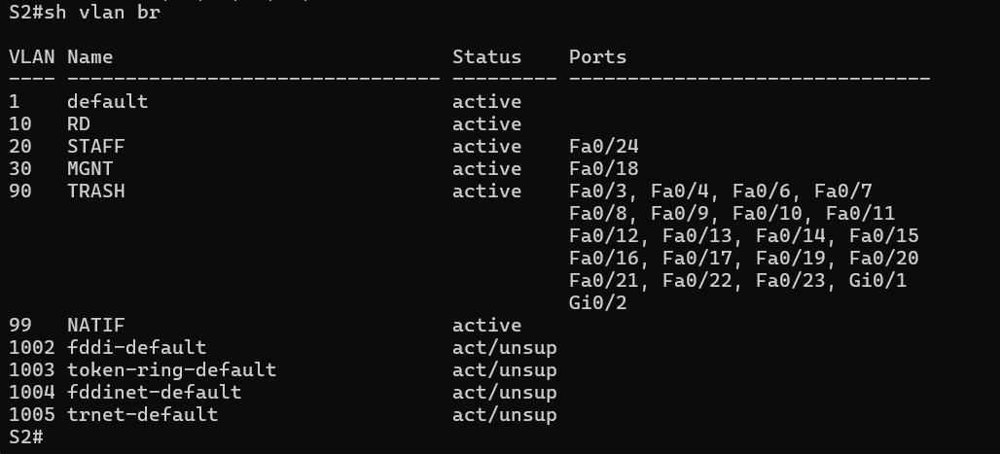 S2#sh vlan br
VLAN Name                             Status    Ports
---- -------------------------------- --------- -------------------------------
1    default                          active
10   RD                               active
20   STAFF                            active    Fa0/24
30   MGNT                             active    Fa0/18
90   TRASH                            active    Fa0/3, Fa0/4, Fa0/6, Fa0/7
                                                Fa0/8, Fa0/9, Fa0/10, Fa0/11
                                                Fa0/12, Fa0/13, Fa0/14, Fa0/15
                                                Fa0/16, Fa0/17, Fa0/19, Fa0/20
                                                Fa0/21, Fa0/22, Fa0/23, Gi0/1
                                                Gi0/2
99   NATIF                            active
1002 fddi-default                     act/unsup
1003 token-ring-default               act/unsup
1004 fddinet-default                  act/unsup
1005 trnet-default                    act/unsup
S2#